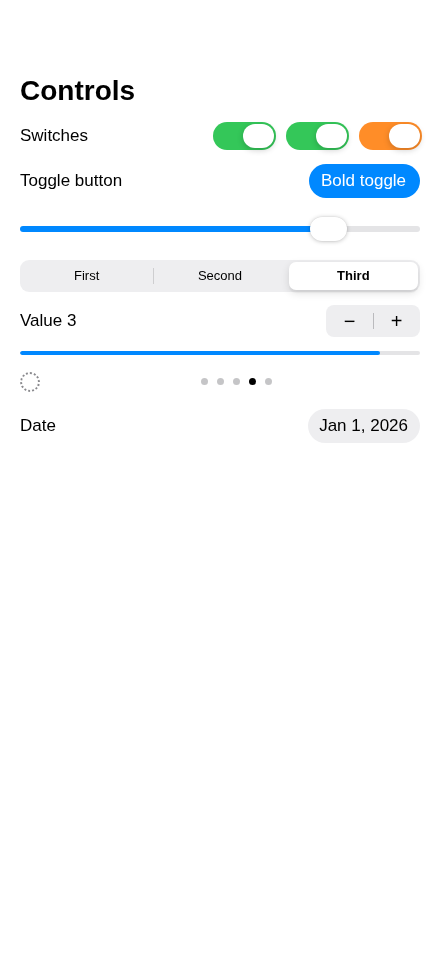 Controls
Switches
Toggle button Bold toggle
First Second Third
Value 3 − +
Date Jan 1, 2026